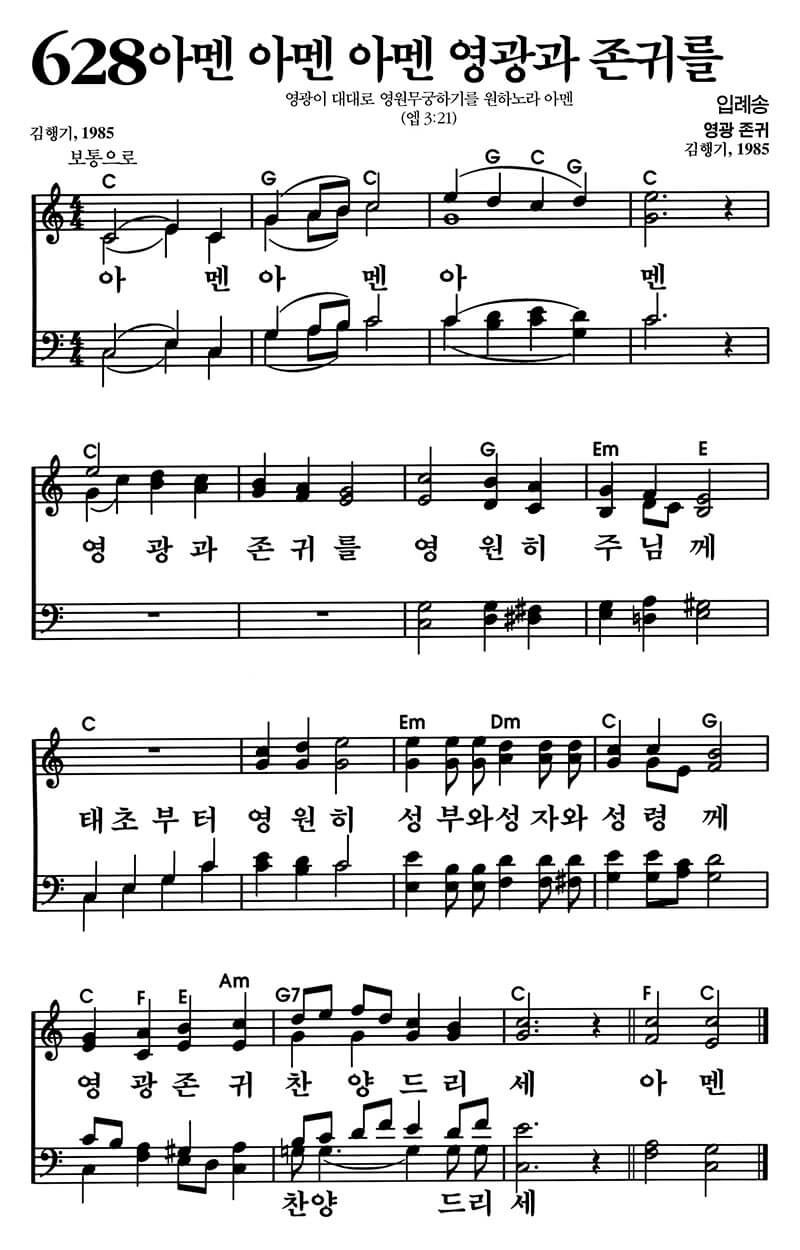 628 아멘 아멘 아멘 영광과 존귀를
영광이 대대로 영원무궁하기를 원하노라 아멘
(엡 3:21)
입례송
김행기, 1985
영광 존귀
김행기, 1985
보통으로
C G C G C G C
아 멘 아 멘 아 멘
C G Em E
영 광과 존귀를 영 원히 주님께
C Em Dm C G
태초부터 영원히 성부와성자와성령께
C F E Am G7 C F C
영광존귀찬양드리세 아멘
찬양 드리세